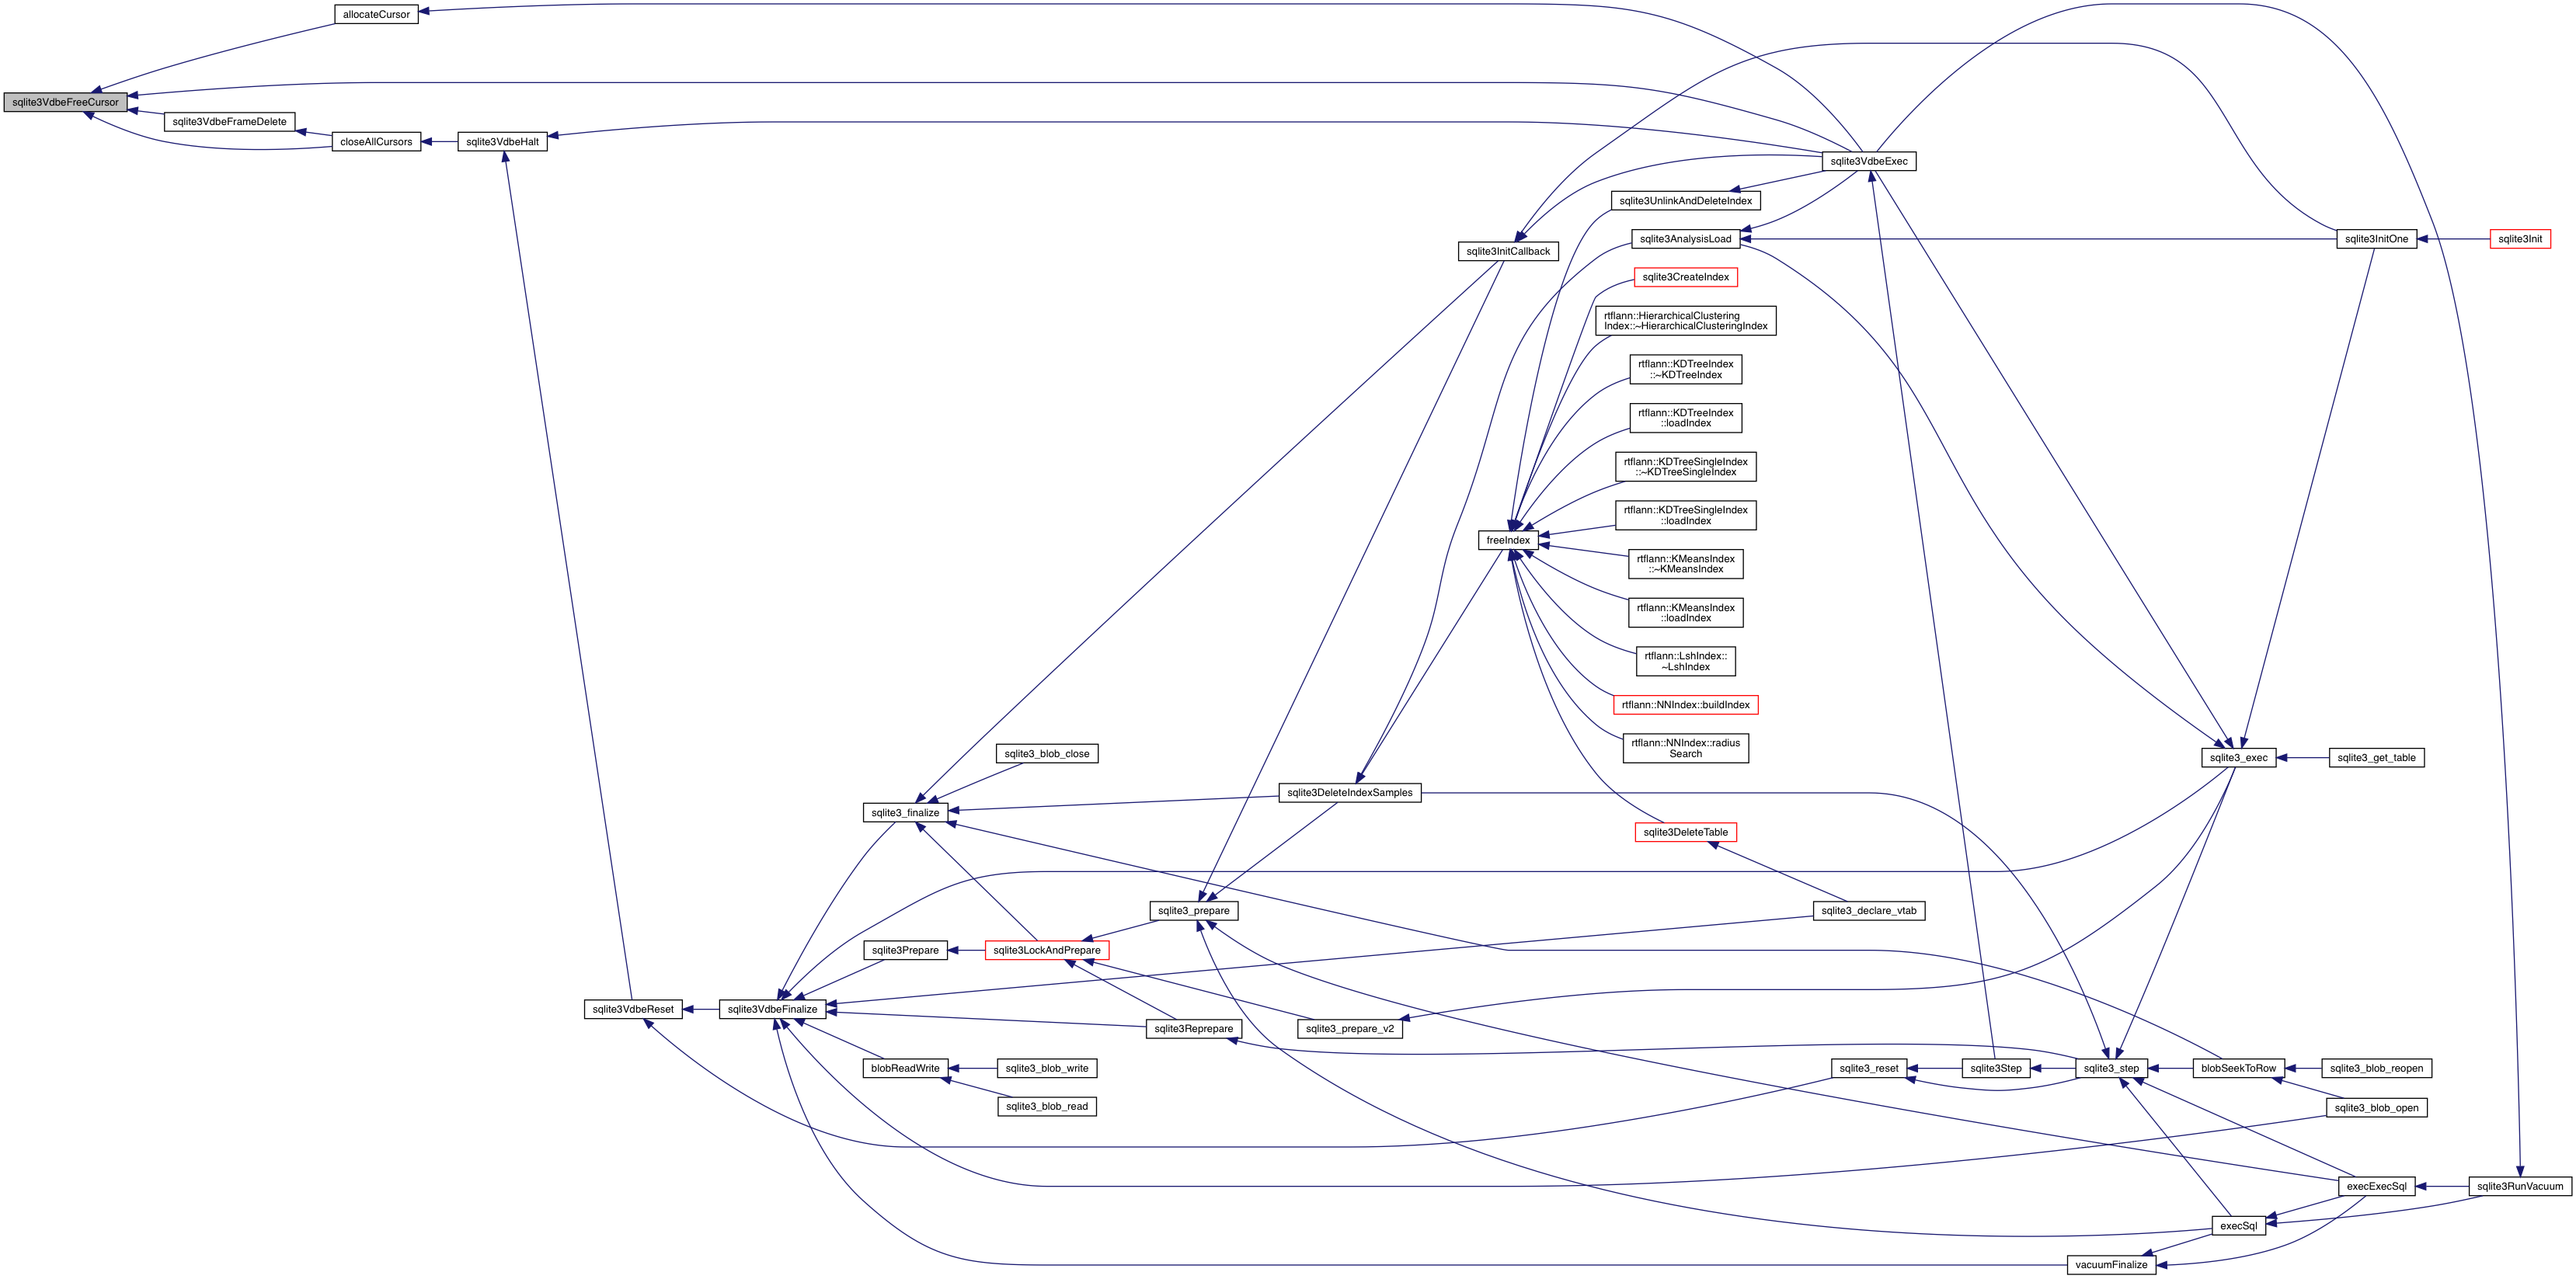 allocateCursor
sqlite3VdbeFreeCursor
sqlite3VdbeFrameDelete
closeAllCursors
sqlite3VdbeHalt
sqlite3VdbeExec
sqlite3UnlinkAndDeleteIndex
sqlite3InitCallback
sqlite3AnalysisLoad
sqlite3InitOne
sqlite3Init
sqlite3CreateIndex
rtflann::HierarchicalClustering
Index::~HierarchicalClusteringIndex
rtflann::KDTreeIndex
::~KDTreeIndex
rtflann::KDTreeIndex
::loadIndex
rtflann::KDTreeSingleIndex
::~KDTreeSingleIndex
rtflann::KDTreeSingleIndex
::loadIndex
freeIndex
rtflann::KMeansIndex
::~KMeansIndex
rtflann::KMeansIndex
::loadIndex
rtflann::LshIndex::
~LshIndex
rtflann::NNIndex::buildIndex
rtflann::NNIndex::radius
Search
sqlite3_blob_close
sqlite3_exec
sqlite3_get_table
sqlite3DeleteIndexSamples
sqlite3_finalize
sqlite3DeleteTable
sqlite3_prepare
sqlite3_declare_vtab
sqlite3Prepare
sqlite3LockAndPrepare
sqlite3VdbeReset
sqlite3VdbeFinalize
sqlite3Reprepare
sqlite3_prepare_v2
blobReadWrite
sqlite3_blob_write
sqlite3_reset
sqlite3Step
sqlite3_step
blobSeekToRow
sqlite3_blob_reopen
sqlite3_blob_read
sqlite3_blob_open
execExecSql
sqlite3RunVacuum
execSql
vacuumFinalize